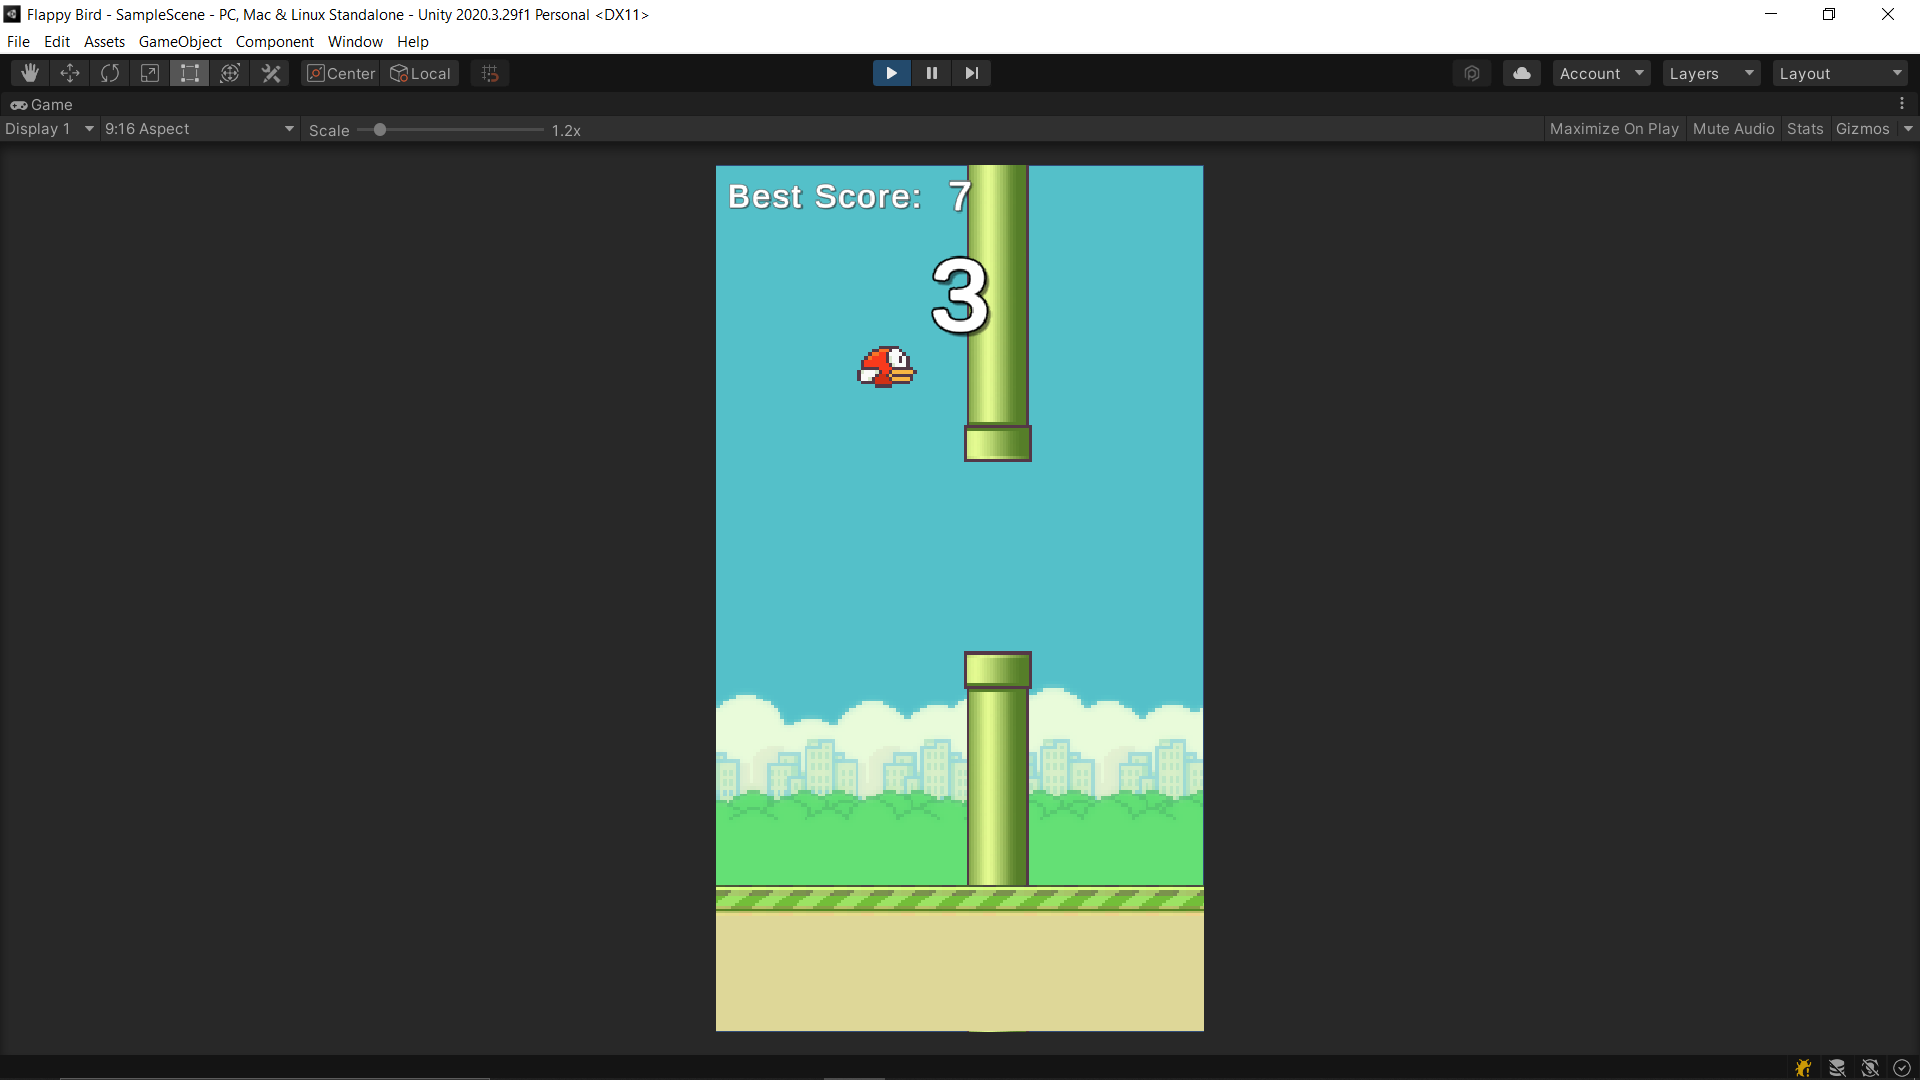 Flappy Bird - SampleScene - PC, Mac & Linux Standalone - Unity 2020.3.29f1 Personal <DX11>
File Edit Assets GameObject Component Window Help
Center Local Account Layers Layout
Game
Display 1 9:16 Aspect Scale 1.2x Maximize On Play Mute Audio Stats Gizmos
Best Score: 7
3